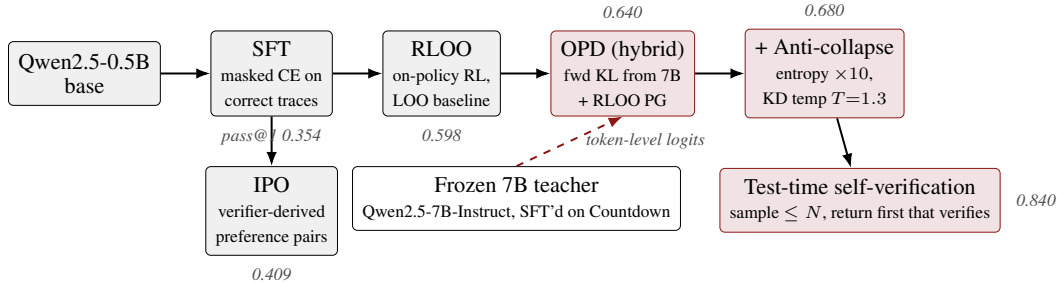 0.640
0.680
Qwen2.5-0.5B
base
SFT
masked CE on
correct traces
RLOO
on-policy RL,
LOO baseline
OPD (hybrid)
fwd KL from 7B
+ RLOO PG
+ Anti-collapse
entropy ×10,
KD temp T=1.3
pass@1 0.354
0.598
token-level logits
IPO
verifier-derived
preference pairs
Frozen 7B teacher
Qwen2.5-7B-Instruct, SFT'd on Countdown
Test-time self-verification
sample ≤ N, return first that verifies
0.840
0.409